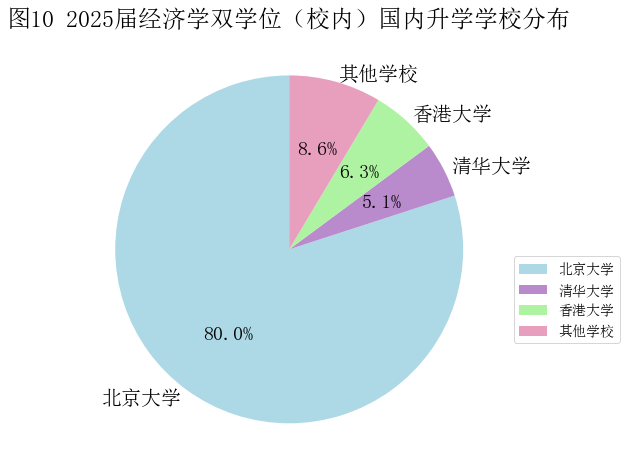 图10 2025届经济学双学位（校内）国内升学学校分布
其他学校
香港大学
8.6%
6.3%
清华大学
5.1%
80.0%
北京大学
北京大学
清华大学
香港大学
其他学校